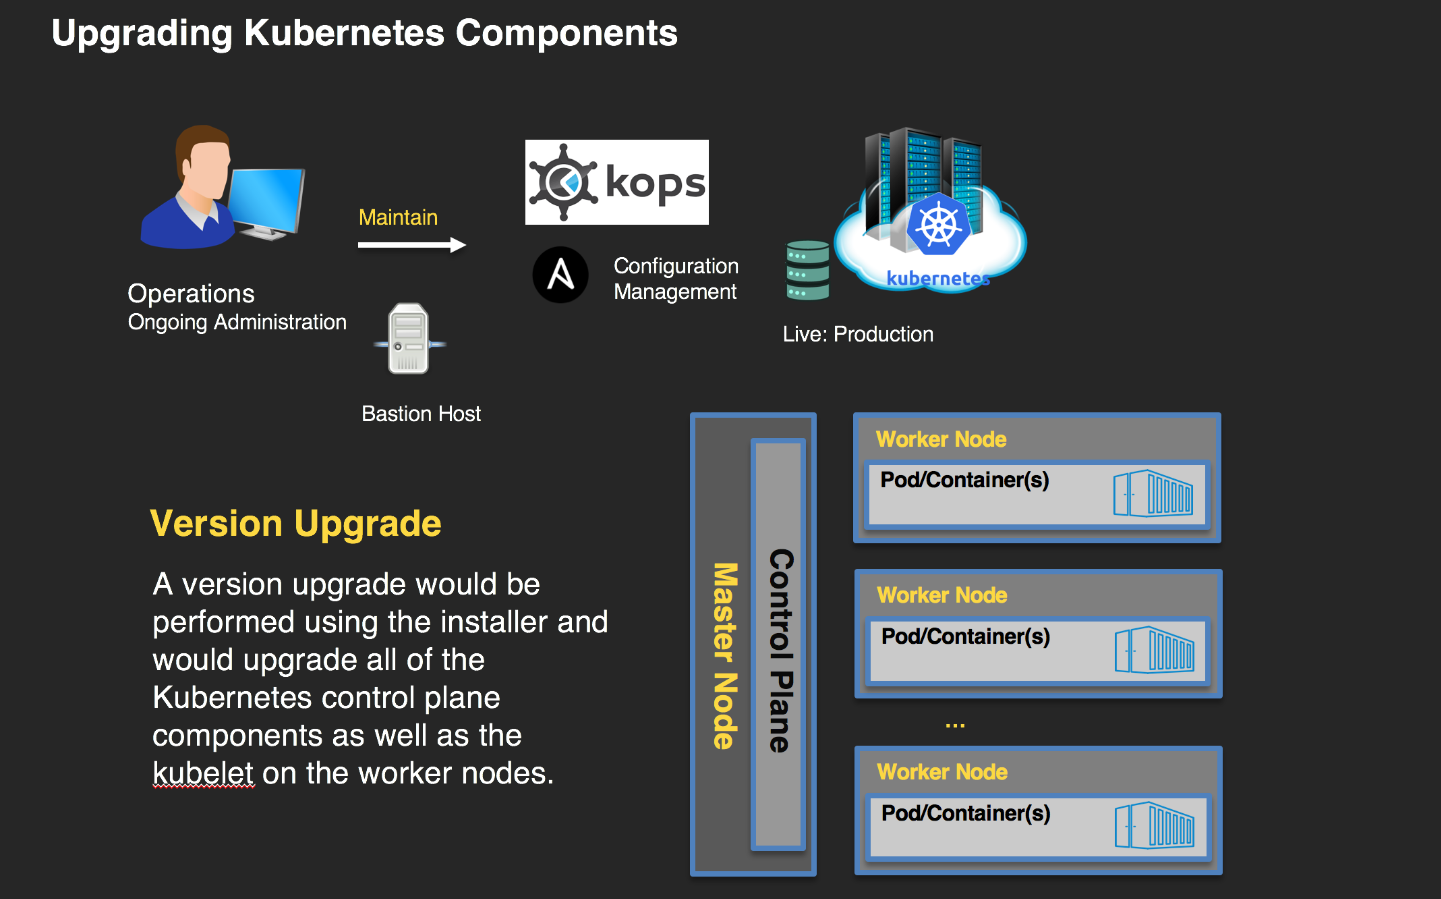 Upgrading Kubernetes Components
Maintain
kops
Configuration
Management
kubernetes
Operations
Ongoing Administration
Live: Production
Bastion Host
Version Upgrade
A version upgrade would be
performed using the installer and
would upgrade all of the
Kubernetes control plane
components as well as the
kubelet on the worker nodes.
Master Node
Control Plane
Worker Node
Pod/Container(s)
Worker Node
Pod/Container(s)
...
Worker Node
Pod/Container(s)